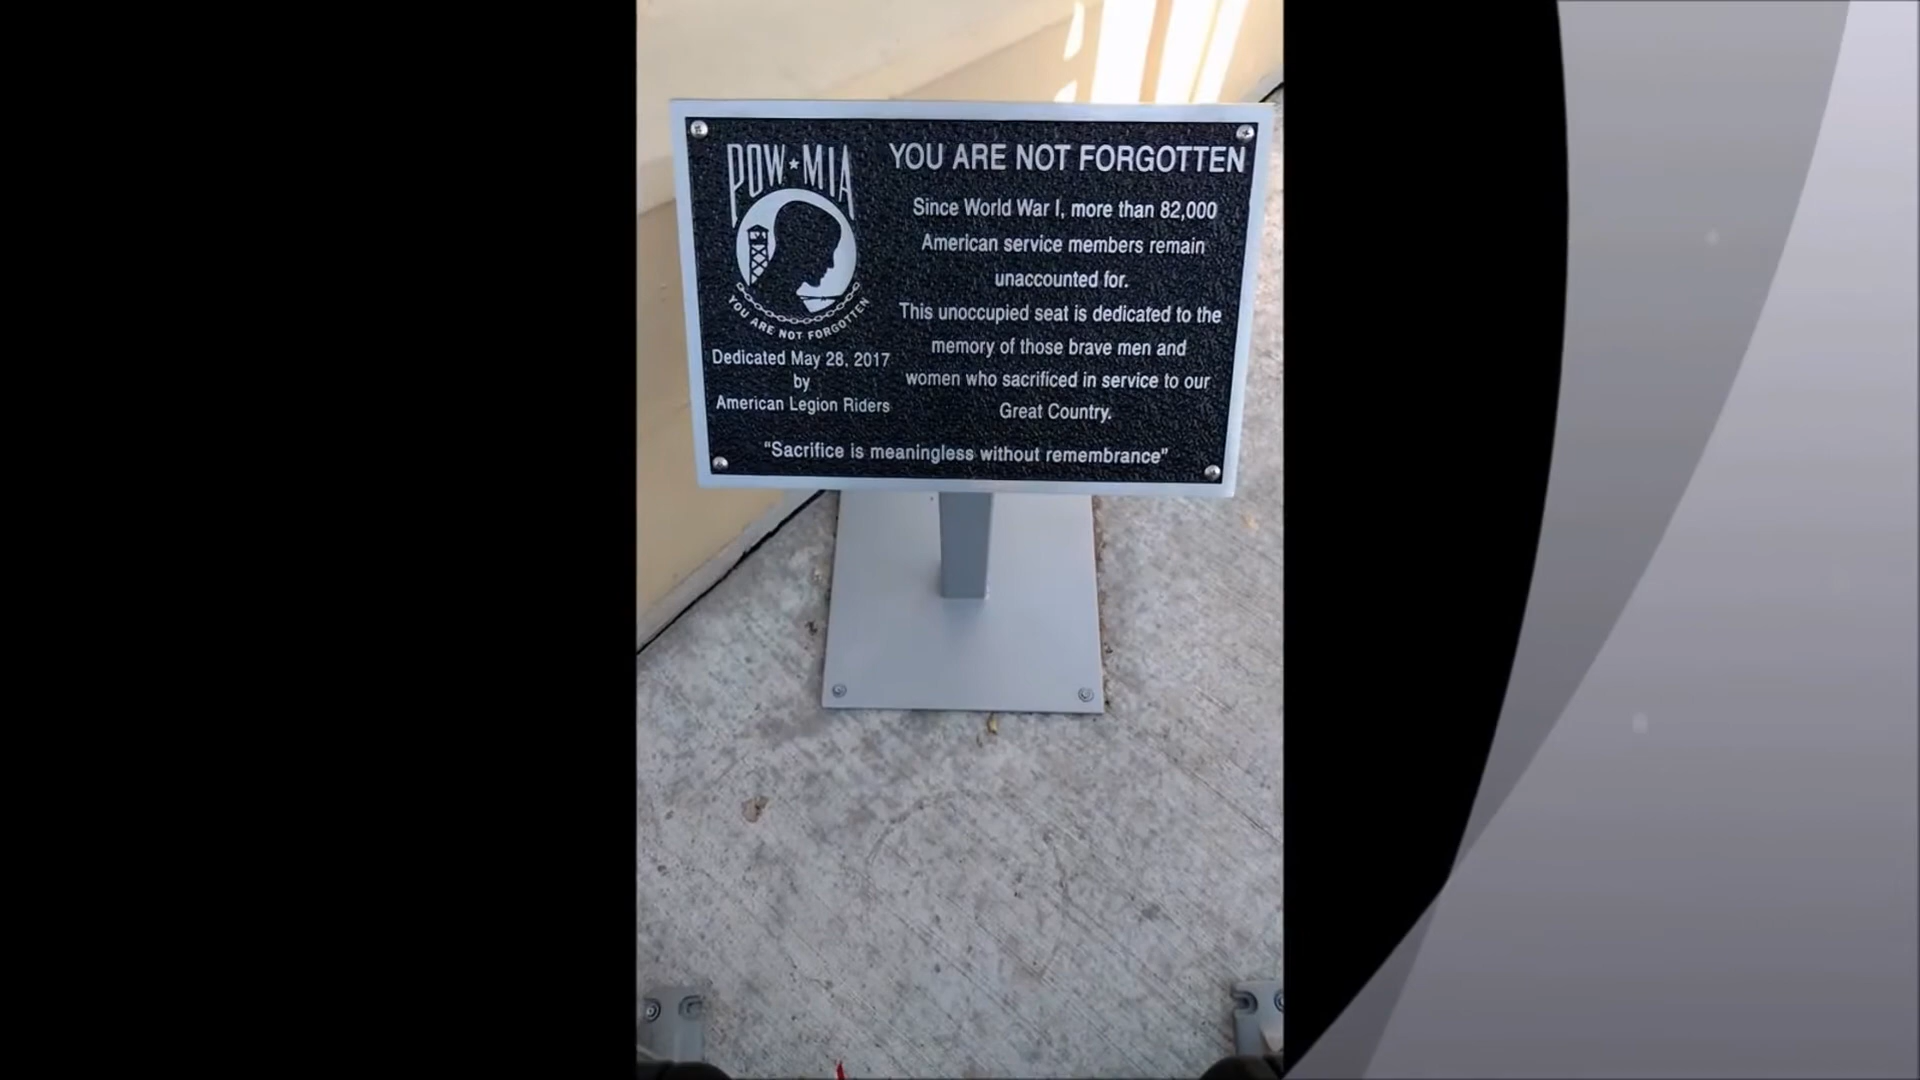 POW★MIA
YOU ARE NOT FORGOTTEN
Dedicated May 28, 2017
by
American Legion Riders
YOU ARE NOT FORGOTTEN
Since World War I, more than 82,000
American service members remain
unaccounted for.
This unoccupied seat is dedicated to the
memory of those brave men and
women who sacrificed in service to our
Great Country.
"Sacrifice is meaningless without remembrance"